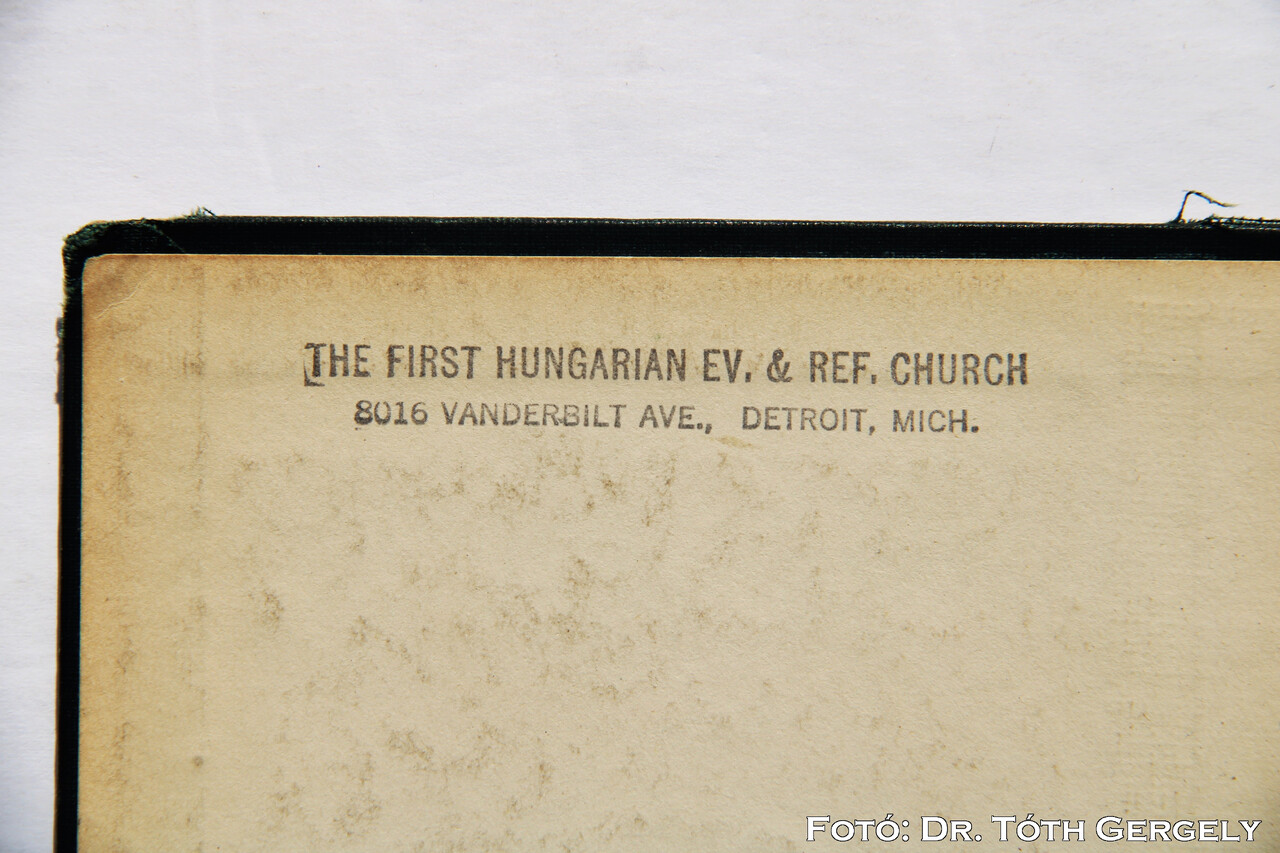 THE FIRST HUNGARIAN EV. & REF. CHURCH
8016 VANDERBILT AVE., DETROIT, MICH.
FOTÓ: DR. TÓTH GERGELY